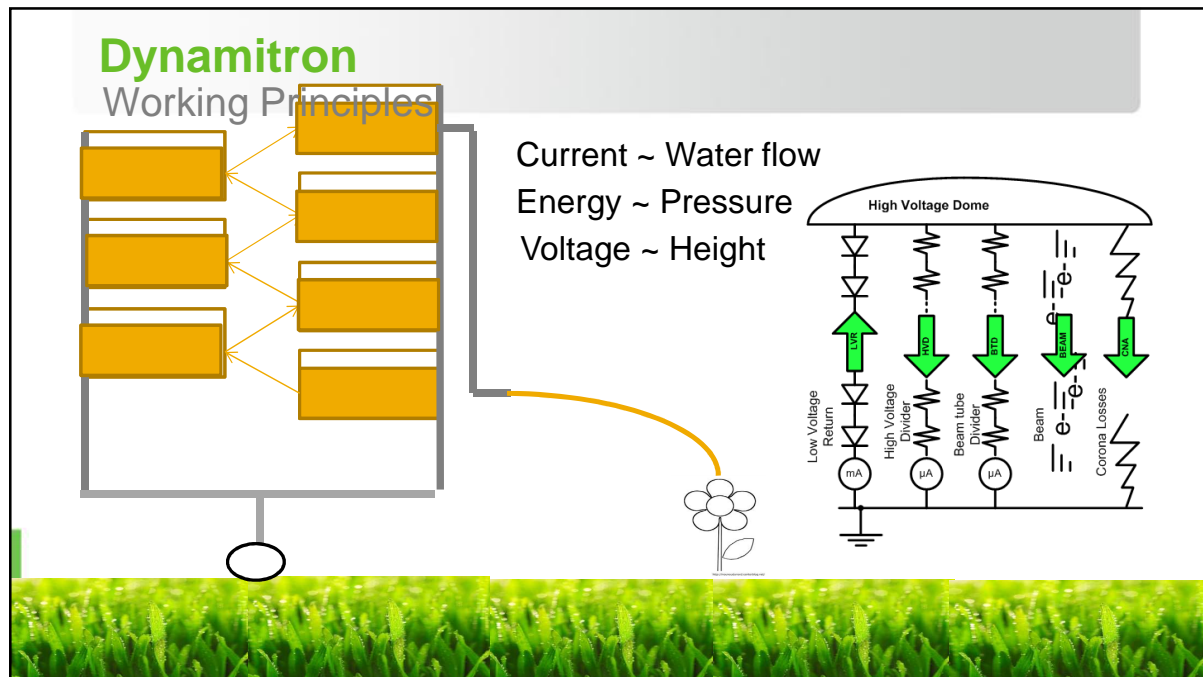 Dynamitron
Working Principles
Current ~ Water flow
Energy ~ Pressure
Voltage ~ Height
High Voltage Dome
LVR
HVD
BTD
BEAM
CNA
e-
e-
e-
e-
Low Voltage
Return
High Voltage
Divider
Beam tube
Divider
Beam
Corona Losses
mA
µA
µA